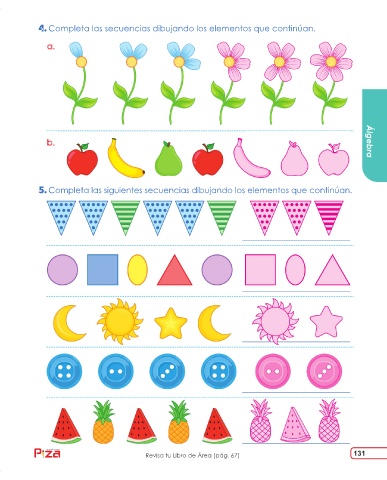 4. Completa las secuencias dibujando los elementos que continúan.
a.
b.
Álgebra
5. Completa las siguientes secuencias dibujando los elementos que continúan.
Revisa tu Libro de Área (pág. 67)
131